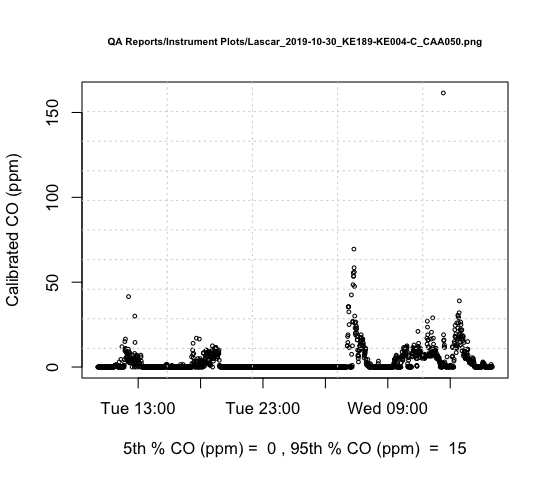 QA Reports/Instrument Plots/Lascar_2019-10-30_KE189-KE004-C_CAA050.png
150
100
50
0
Calibrated CO (ppm)
Tue 13:00 Tue 23:00 Wed 09:00
5th % CO (ppm) = 0 , 95th % CO (ppm) = 15